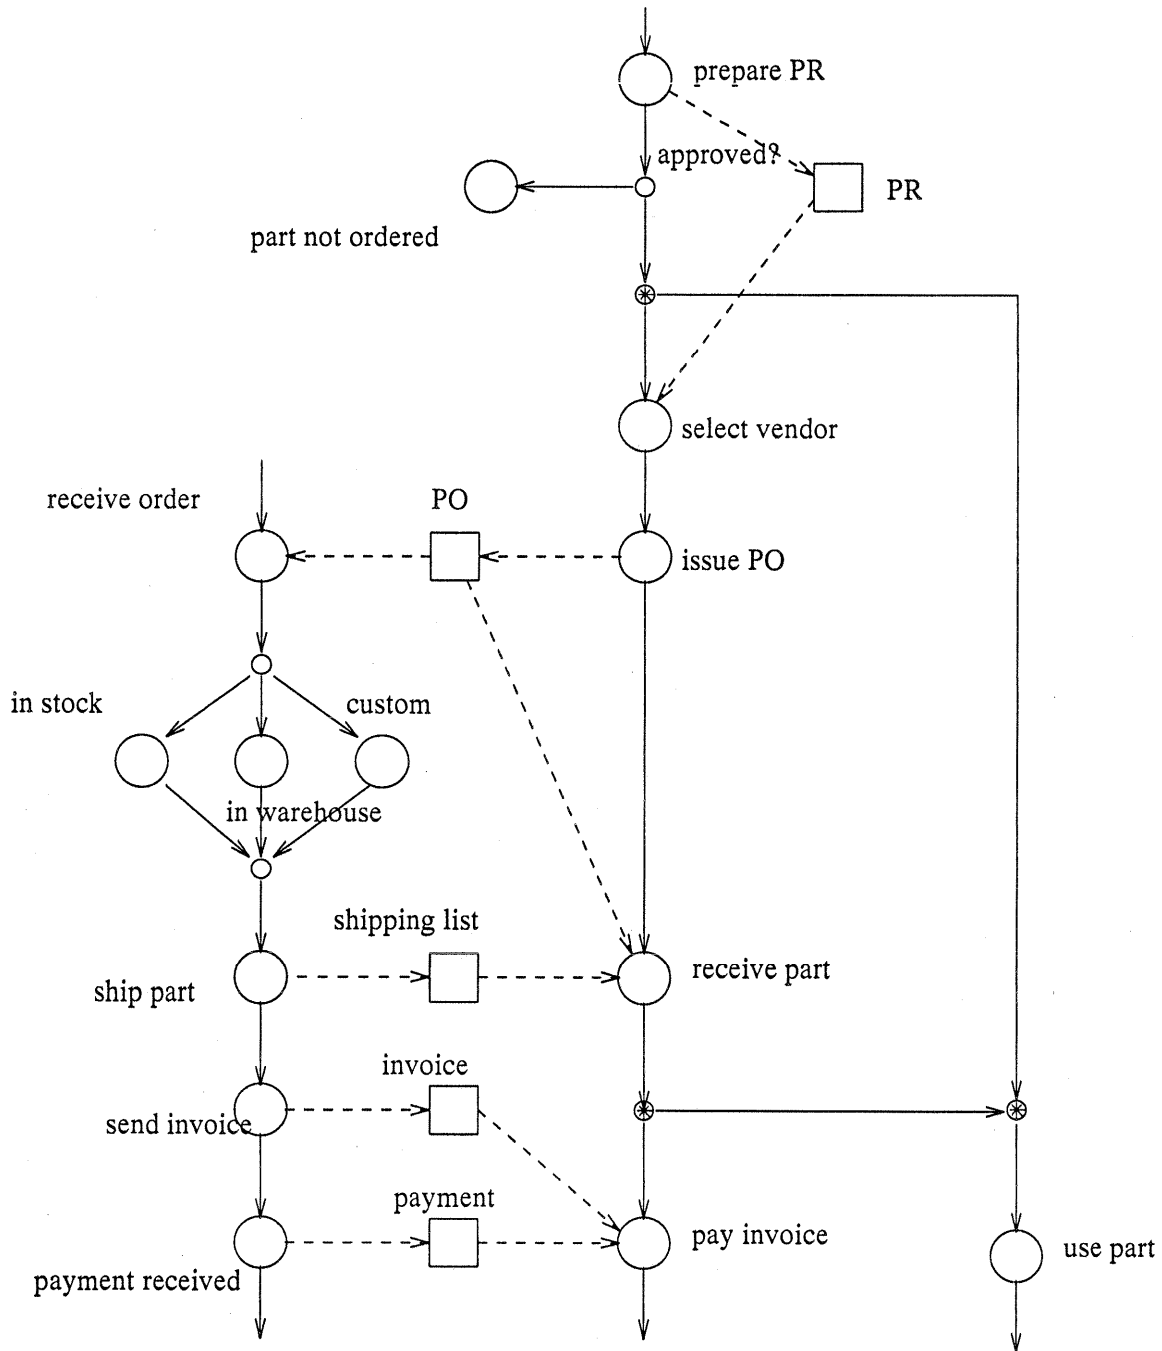 prepare PR
approved?
PR
part not ordered
select vendor
receive order
PO
issue PO
in stock
custom
in warehouse
shipping list
receive part
ship part
invoice
send invoice
payment
pay invoice
use part
payment received